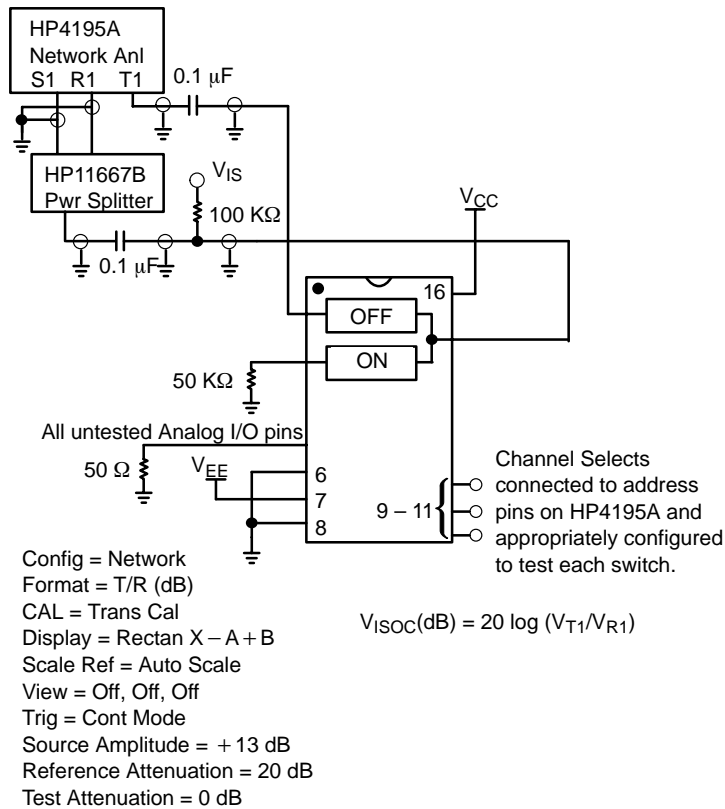 HP4195A
Network Anl
S1 R1 T1
0.1 μF
HP11667B
Pwr Splitter
VIS
100 KΩ
VCC
0.1 μF
16
OFF
ON
50 KΩ
All untested Analog I/O pins
50 Ω
VEE
6
7
8
9 – 11
Channel Selects
connected to address
pins on HP4195A and
appropriately configured
to test each switch.
Config = Network
Format = T/R (dB)
CAL = Trans Cal
Display = Rectan X – A + B
Scale Ref = Auto Scale
View = Off, Off, Off
Trig = Cont Mode
Source Amplitude = + 13 dB
Reference Attenuation = 20 dB
Test Attenuation = 0 dB
VISOC(dB) = 20 log (VT1/VR1)